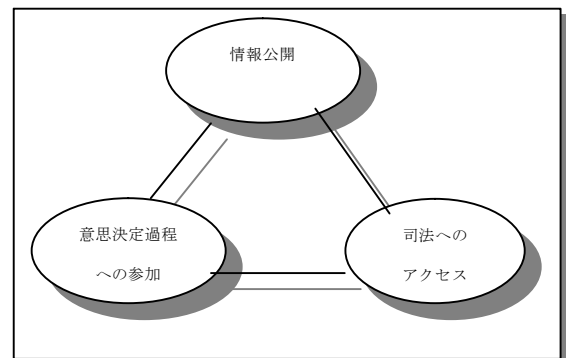 情報公開
意思決定過程
への参加
司法への
アクセス